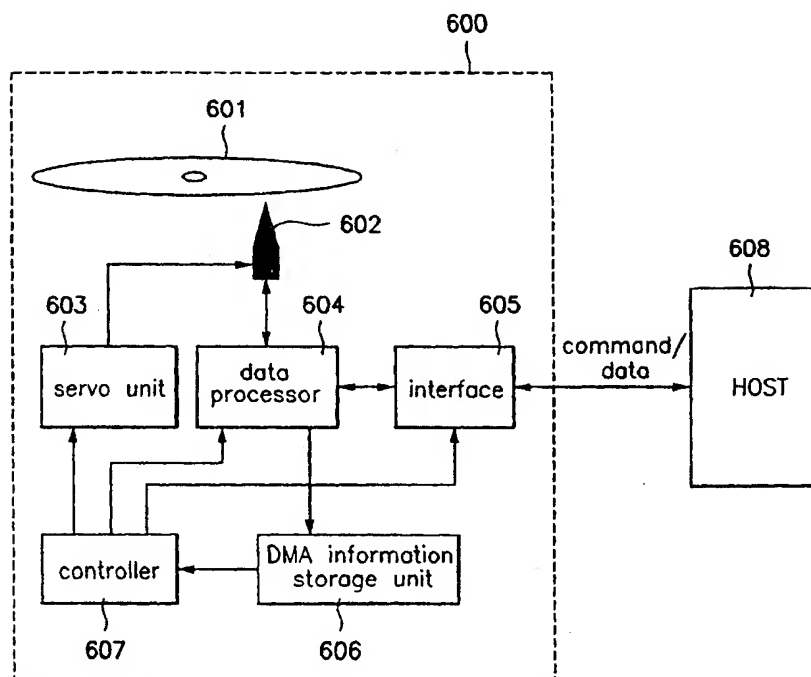 600
601
602
603
604
605
608
servo unit
data
processor
interface
command/
data
HOST
controller
DMA information
storage unit
607
606